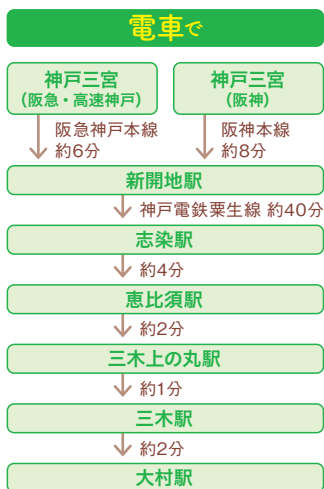 電車で
神戸三宮
（阪急・高速神戸）
阪急神戸本線
約6分
神戸三宮
（阪神）
阪神本線
約8分
新開地駅
神戸電鉄粟生線 約40分
志染駅
約4分
恵比須駅
約2分
三木上の丸駅
約1分
三木駅
約2分
大村駅